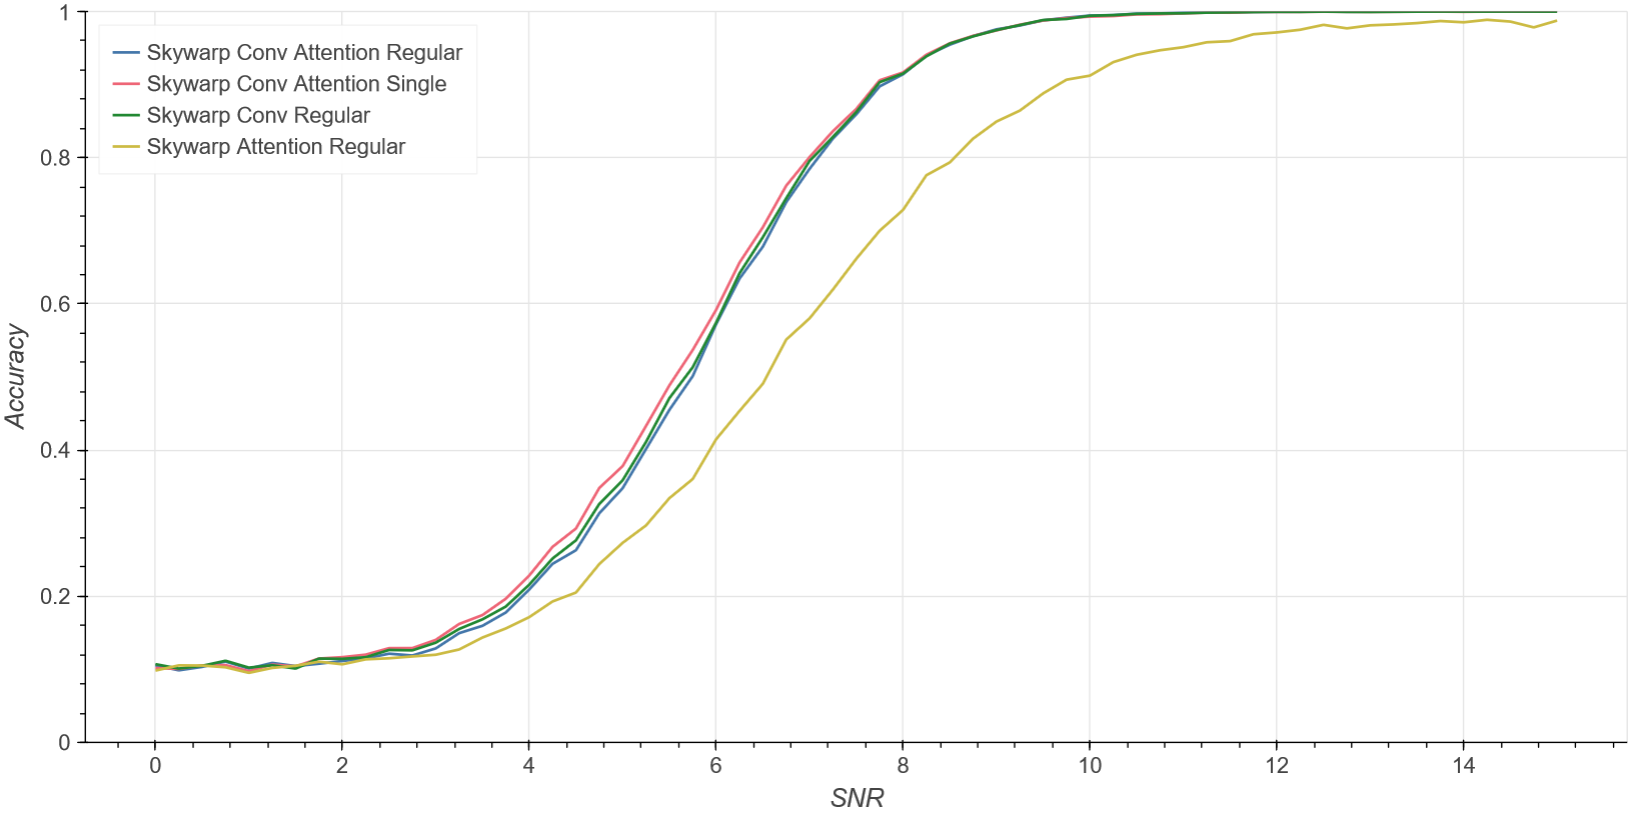 Skywarp Conv Attention Regular
Skywarp Conv Attention Single
Skywarp Conv Regular
Skywarp Attention Regular
1
0.8
0.6
0.4
0.2
0
Accuracy
0 2 4 6 8 10 12 14
SNR